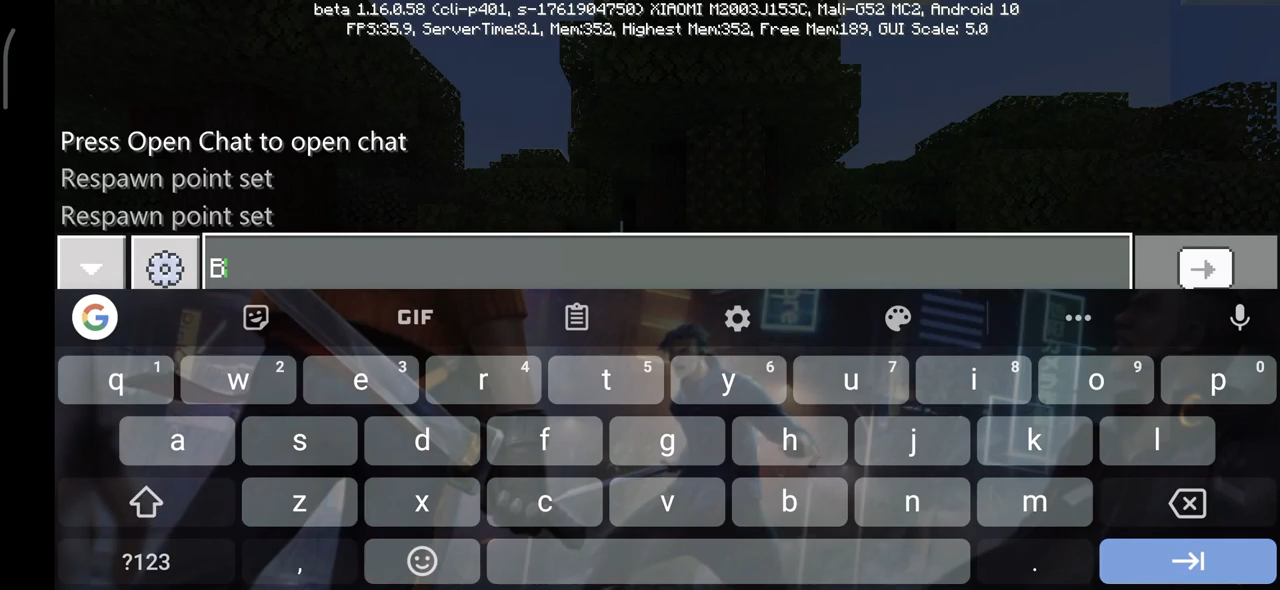 beta 1.16.0.58 (cli-p401, s-1761904750) XIAOMI M2003J15SC, Mali-G52 MC2, Android 10
FPS:35.9, ServerTime:8.1, Mem:352, Highest Mem:352, Free Mem:189, GUI Scale: 5.0
Press Open Chat to open chat
Respawn point set
Respawn point set
B
G GIF
q 1 w 2 e 3 r 4 t 5 y 6 u 7 i 8 o 9 p 0
a s d f g h j k l
z x c v b n m
?123 , .